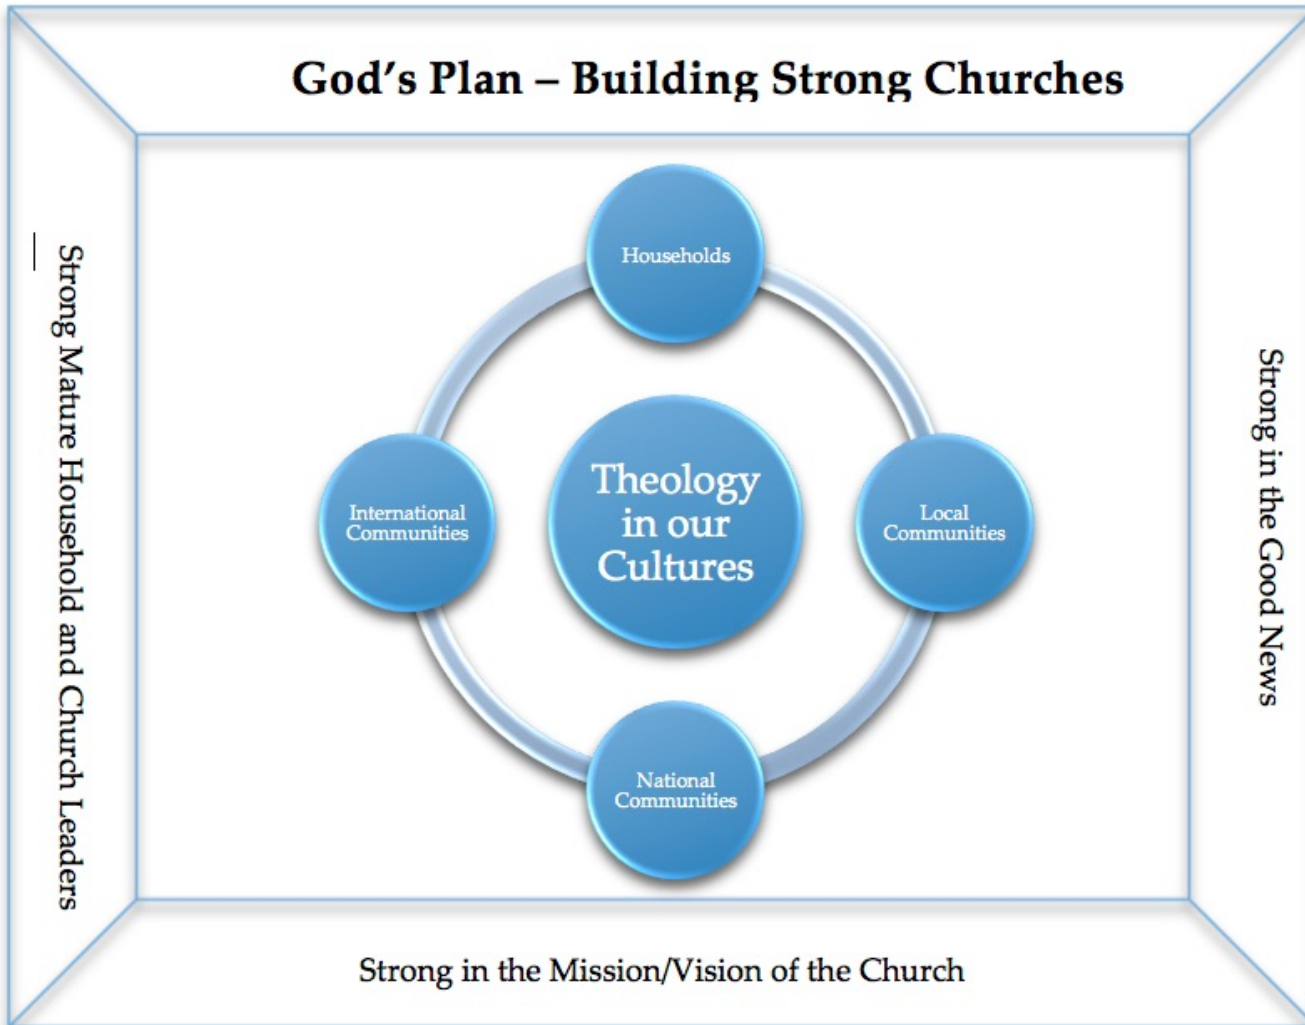 God's Plan – Building Strong Churches
Households
Strong Mature Household and Church Leaders
International
Communities
Theology
in our
Cultures
Local
Communities
Strong in the Good News
National
Communities
Strong in the Mission/Vision of the Church